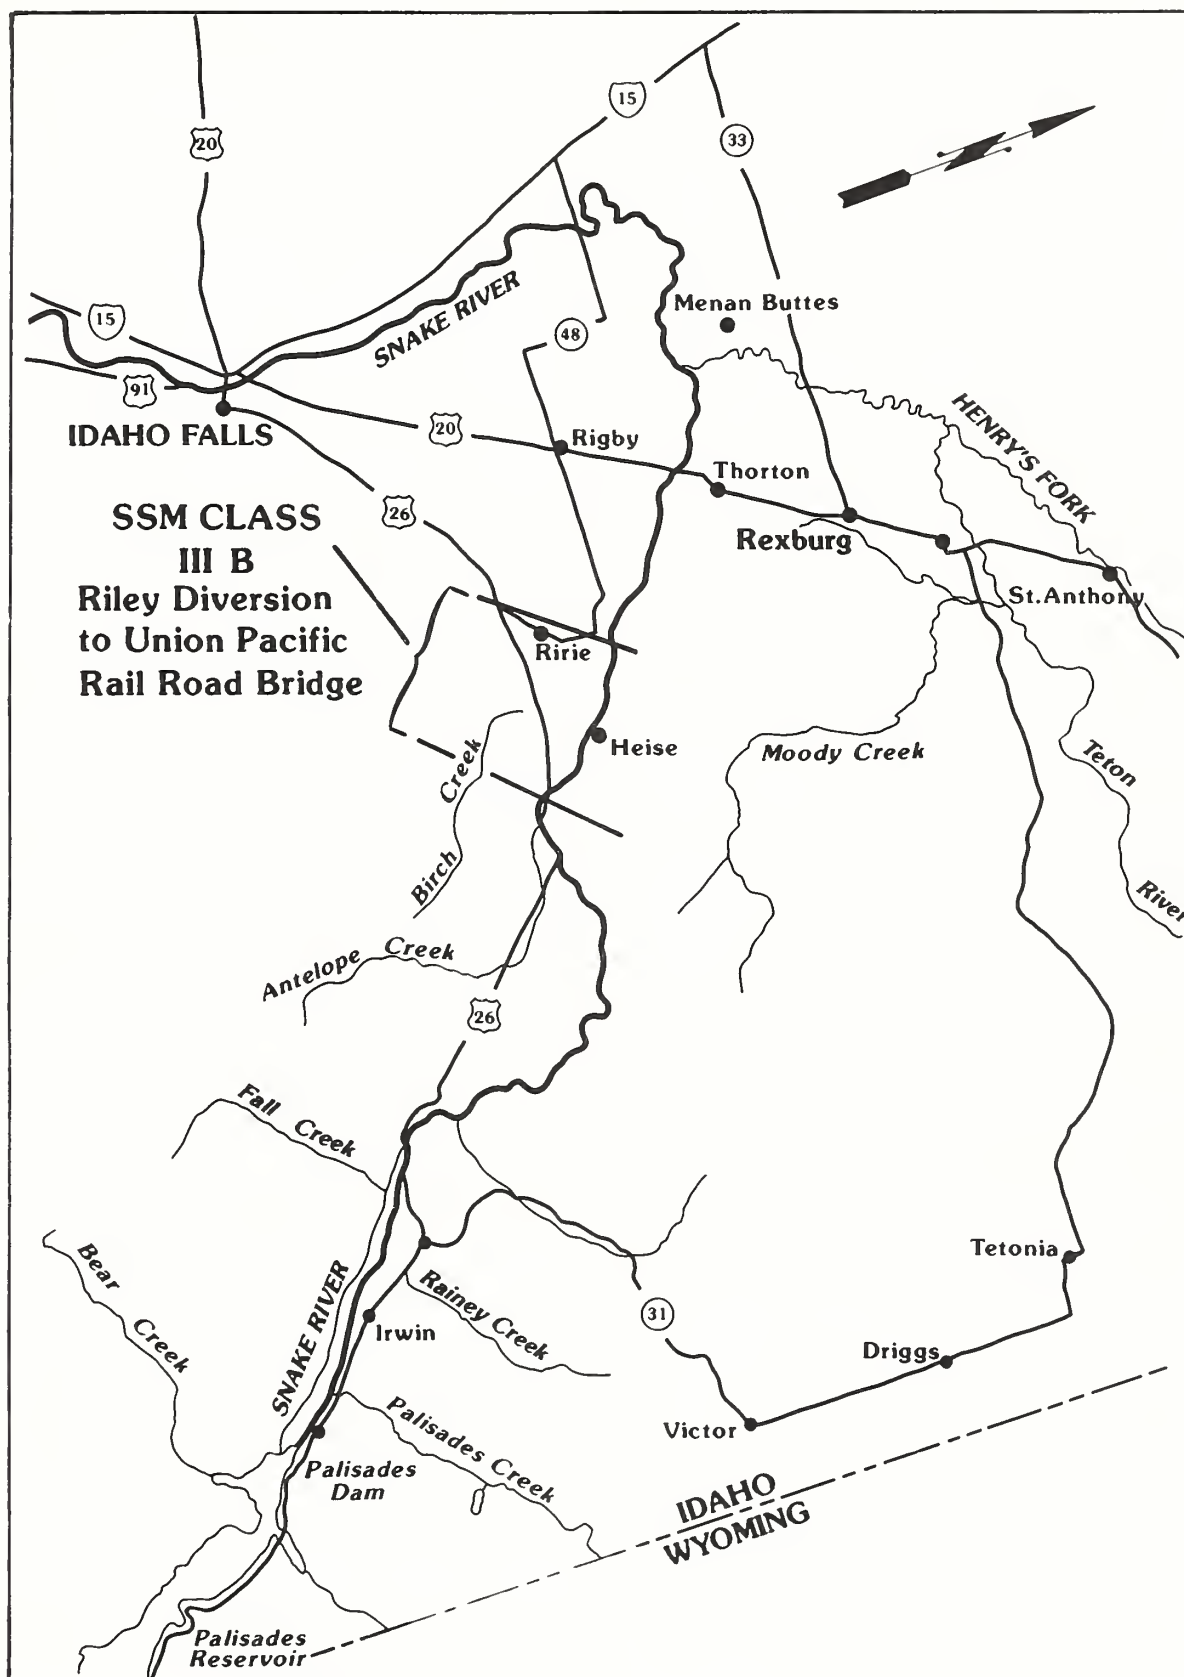 15
20
33
15
Menan Buttes
SNAKE RIVER
48
91
IDAHO FALLS
20
Rigby
HENRY'S FORK
Thorton
26
SSM CLASS
III B
Riley Diversion
to Union Pacific
Rail Road Bridge
Rexburg
St. Anthony
Ririe
Heise
Moody Creek
Teton
River
Birch Creek
Antelope Creek
26
Fall Creek
Bear Creek
SNAKE RIVER
Rainey Creek
Irwin
31
Tetonia
Driggs
Victor
Palisades Creek
Palisades
Dam
IDAHO
WYOMING
Palisades
Reservoir